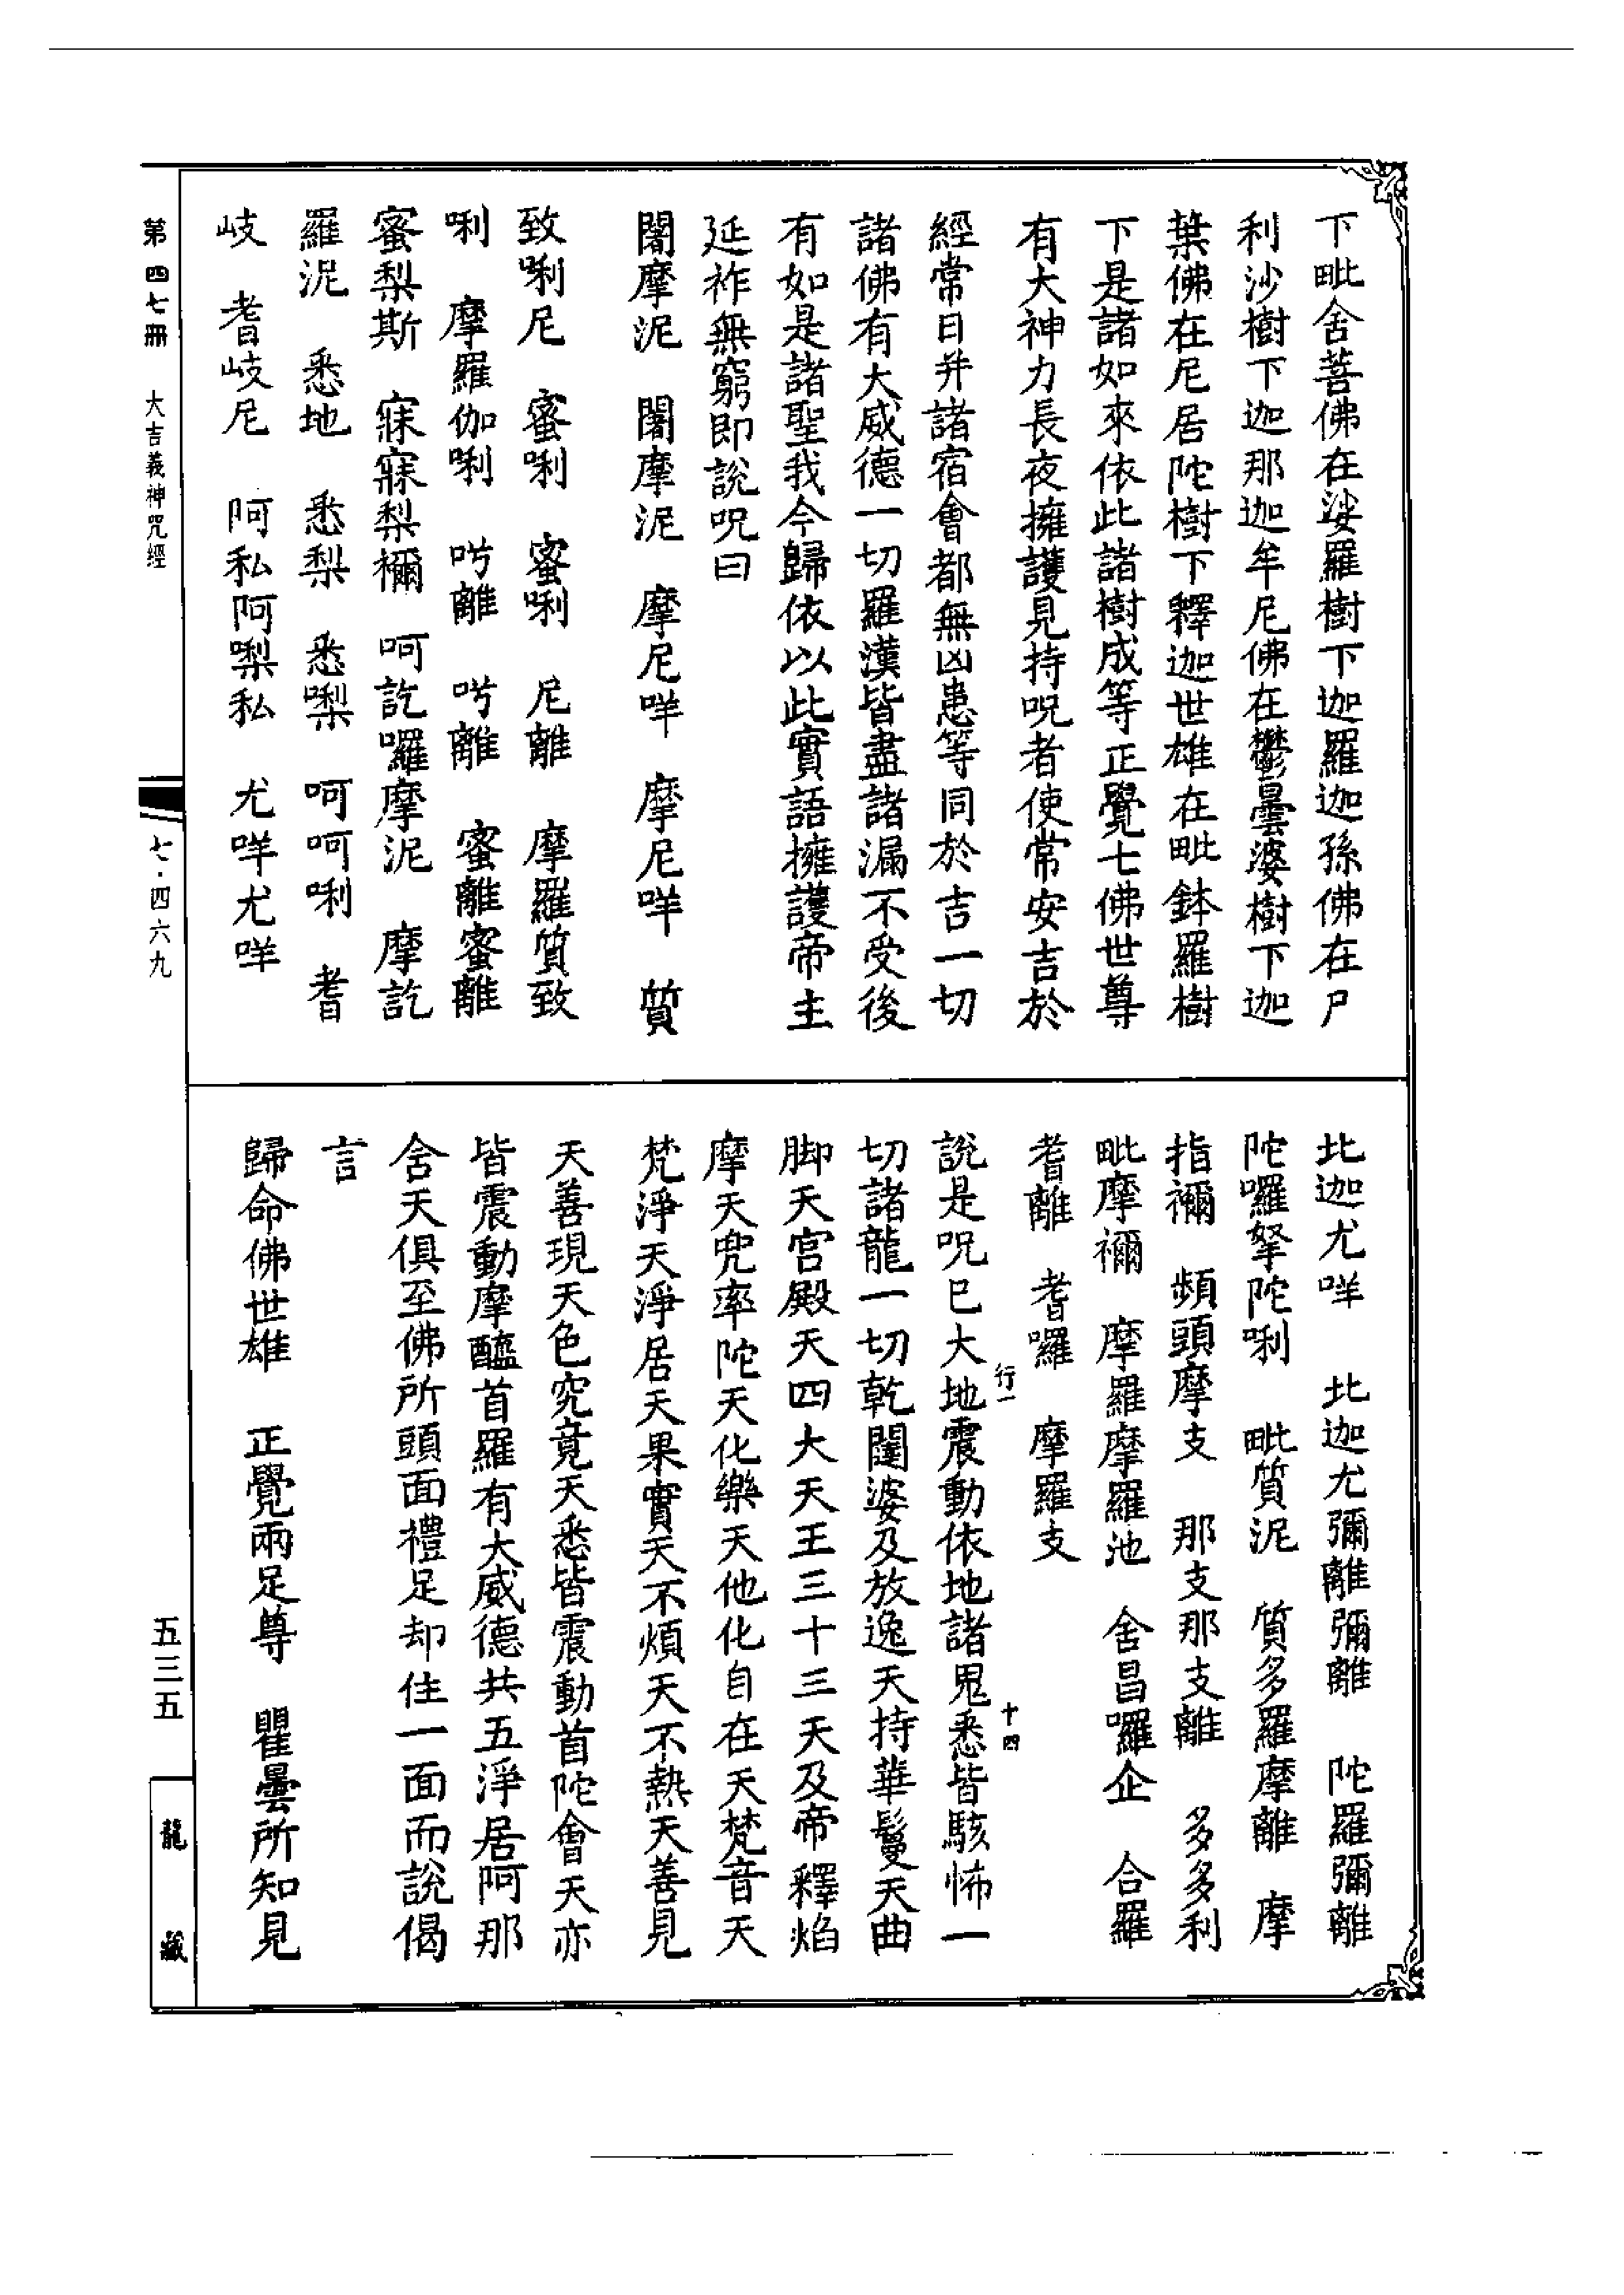 下毗舍菩佛在娑羅樹下迦羅迦孫佛在尸
利沙樹下迦那迦牟尼佛在鬱曇婆樹下迦
葉佛在尼居陀樹下釋迦世雄在毗鉢羅樹
下是諸如來依此諸樹成等正覺七佛世尊
有大神力長夜擁護見持呪者使常安吉於
經常日并諸宿會都無凶患等同於吉一切
諸佛有大威德一切羅漢皆盡諸漏不受後
有如是諸聖我今歸依以此實語擁護帝主
延祚無窮即說呪曰
闍摩泥　闍摩泥　摩尼咩　摩尼咩　質
致唎尼　蜜唎　蜜唎　尼離　摩羅質致
唎　摩羅伽唎　吟離　吟離　蜜離蜜離
蜜梨斯　寐寐梨禰　呵訖囉摩泥　摩訖
羅泥　悉地　悉梨　悉㗚　呵呵唎　耆
岐　耆岐尼　阿私阿㗚私　尤咩尤咩
北迦尤咩　北迦尤彌離彌離　陀羅彌離
陀囉拏陀唎　毗質泥　質多羅摩離　摩
指禰　頻頭摩支　那支那支離　多多利
毗摩禰　摩羅摩羅池　舍昌囉企　合羅
耆離　耆囉　摩羅支
說是呪已大地震動依地諸鬼悉皆駭怖一
行一　十四
切諸龍一切乾闥婆及放逸天持華鬘天曲
脚天宮殿天四大天王三十三天及帝釋焰
摩天兜率陀天化樂天他化自在天梵音天
梵淨天淨居天果實天不煩天不熱天善見
天善現天色究竟天悉皆震動首陀會天亦
皆震動摩醯首羅有大威德共五淨居阿那
舍天俱至佛所頭面禮足却住一面而說偈
言
歸命佛世雄　正覺兩足尊　瞿曇所知見
第四七冊　大吉義神咒經
七·四六九
五三五
龍藏